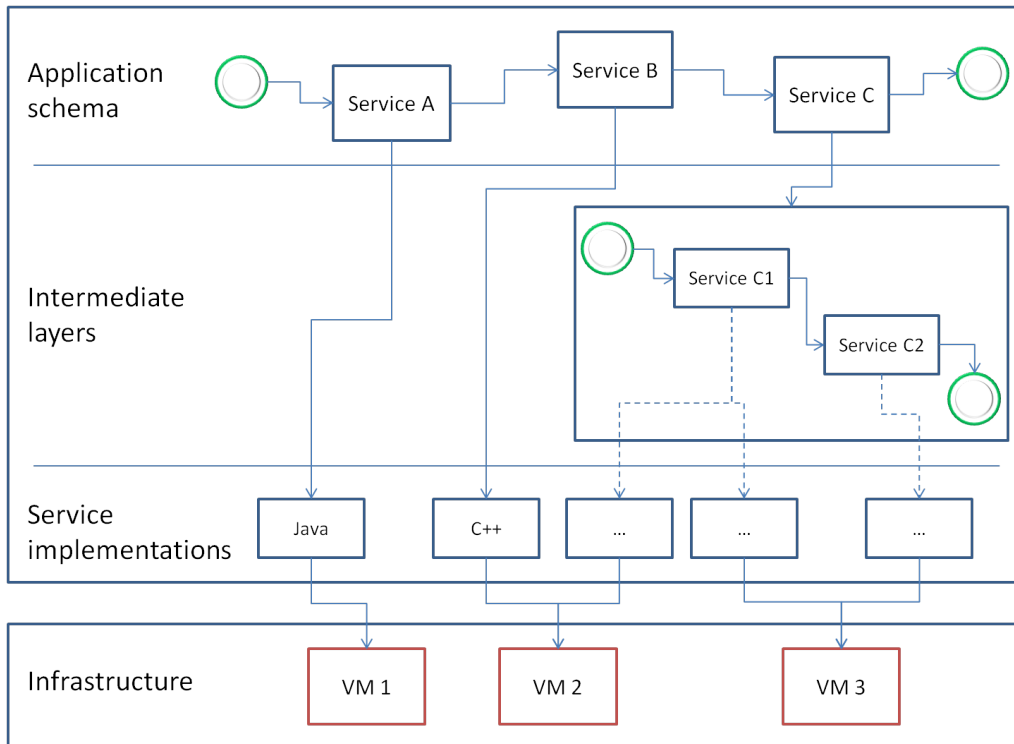 Application
schema
Service A
Service B
Service C
Intermediate
layers
Service C1
Service C2
Service
implementations
Java
C++
...
...
...
Infrastructure
VM 1
VM 2
VM 3